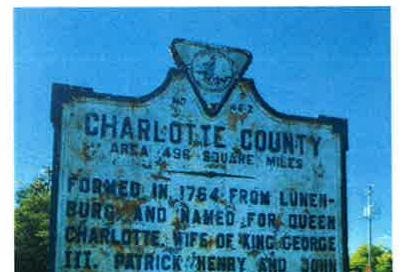 CHARLOTTE COUNTY
AREA 496 SQUARE MILES
FORMED IN 1764 FROM LUNEN-
BURG AND NAMED FOR QUEEN
CHARLOTTE, WIFE OF KING GEORGE
III. PATRICK HENRY AND JOHN